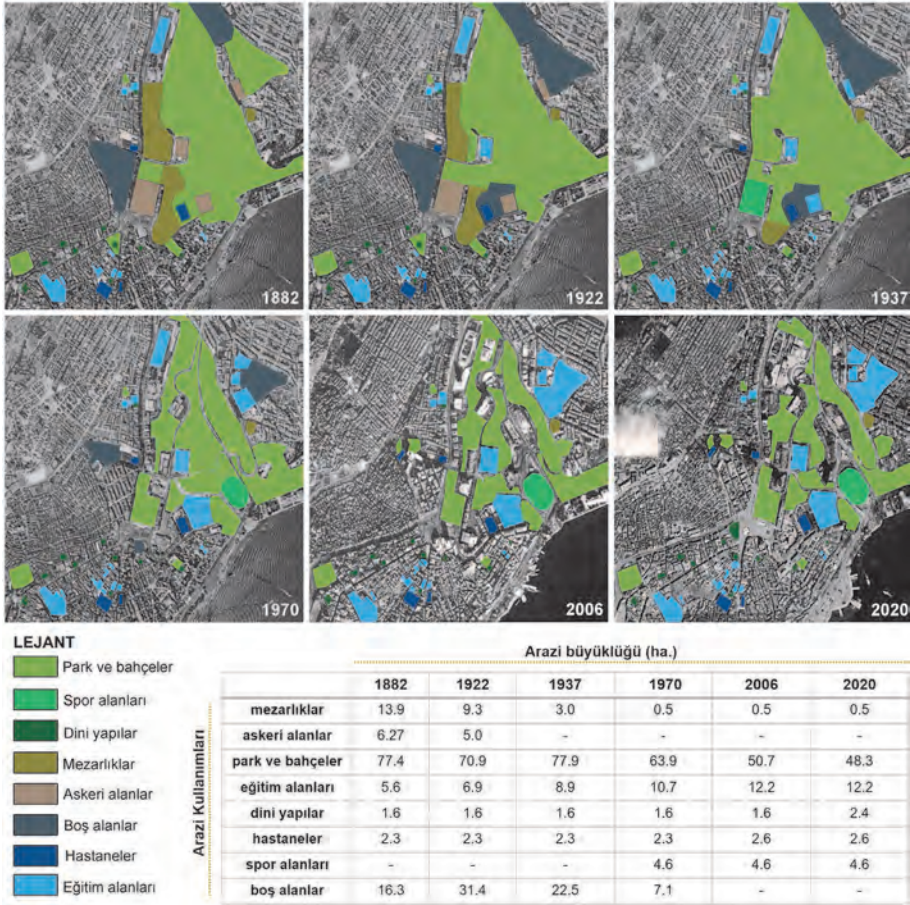 1882
1922
1937
1970
2006
2020
LEJANT
Park ve bahçeler
Spor alanları
Dini yapılar
Mezarlıklar
Askeri alanlar
Boş alanlar
Hastaneler
Eğitim alanları
Arazi büyüklüğü (ha.)
Arazi Kullanımları
1882 1922 1937 1970 2006 2020
mezarlıklar 13.9 9.3 3.0 0.5 0.5 0.5
askeri alanlar 6.27 5.0 - - - -
park ve bahçeler 77.4 70.9 77.9 63.9 50.7 48.3
eğitim alanları 5.6 6.9 8.9 10.7 12.2 12.2
dini yapılar 1.6 1.6 1.6 1.6 1.6 2.4
hastaneler 2.3 2.3 2.3 2.3 2.6 2.6
spor alanları - - - 4.6 4.6 4.6
boş alanlar 16.3 31.4 22.5 7.1 - -